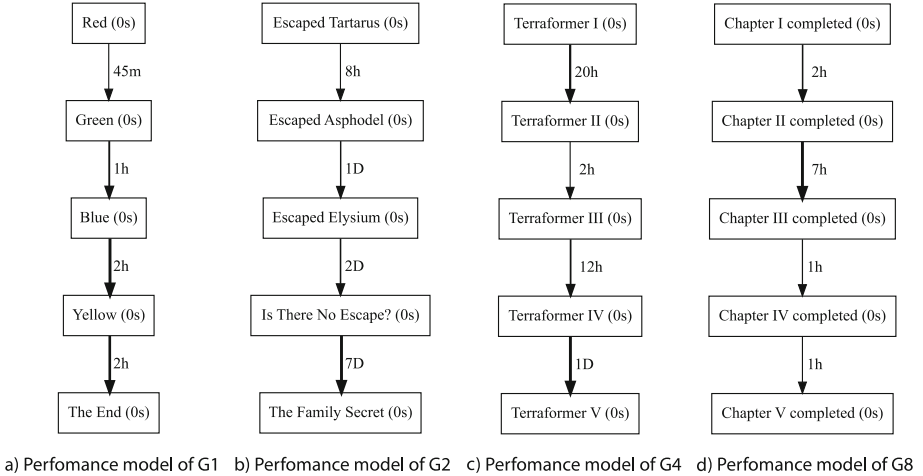 Red (0s)
45m
Green (0s)
1h
Blue (0s)
2h
Yellow (0s)
2h
The End (0s)
a) Perfomance model of G1
Escaped Tartarus (0s)
8h
Escaped Asphodel (0s)
1D
Escaped Elysium (0s)
2D
Is There No Escape? (0s)
7D
The Family Secret (0s)
b) Perfomance model of G2
Terraformer I (0s)
20h
Terraformer II (0s)
2h
Terraformer III (0s)
12h
Terraformer IV (0s)
1D
Terraformer V (0s)
c) Perfomance model of G4
Chapter I completed (0s)
2h
Chapter II completed (0s)
7h
Chapter III completed (0s)
1h
Chapter IV completed (0s)
1h
Chapter V completed (0s)
d) Perfomance model of G8